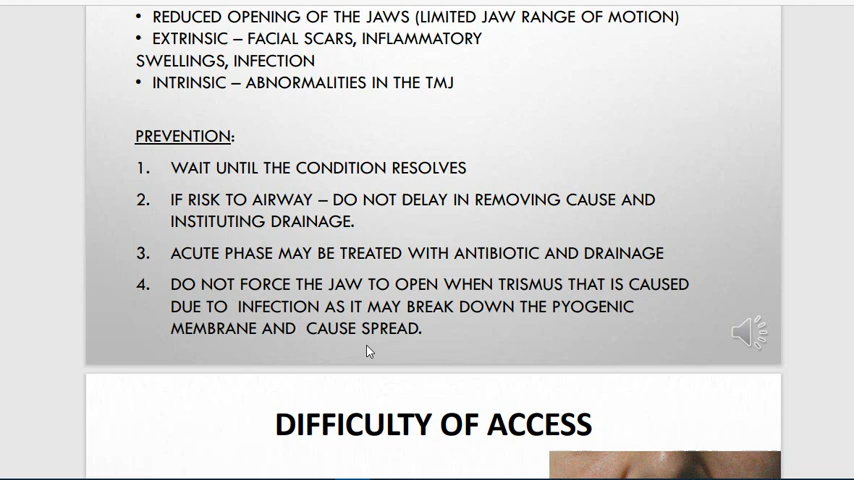 • REDUCED OPENING OF THE JAWS (LIMITED JAW RANGE OF MOTION)
• EXTRINSIC – FACIAL SCARS, INFLAMMATORY
SWELLINGS, INFECTION
• INTRINSIC – ABNORMALITIES IN THE TMJ
PREVENTION:
1. WAIT UNTIL THE CONDITION RESOLVES
2. IF RISK TO AIRWAY – DO NOT DELAY IN REMOVING CAUSE AND
INSTITUTING DRAINAGE.
3. ACUTE PHASE MAY BE TREATED WITH ANTIBIOTIC AND DRAINAGE
4. DO NOT FORCE THE JAW TO OPEN WHEN TRISMUS THAT IS CAUSED
DUE TO INFECTION AS IT MAY BREAK DOWN THE PYOGENIC
MEMBRANE AND CAUSE SPREAD.
DIFFICULTY OF ACCESS